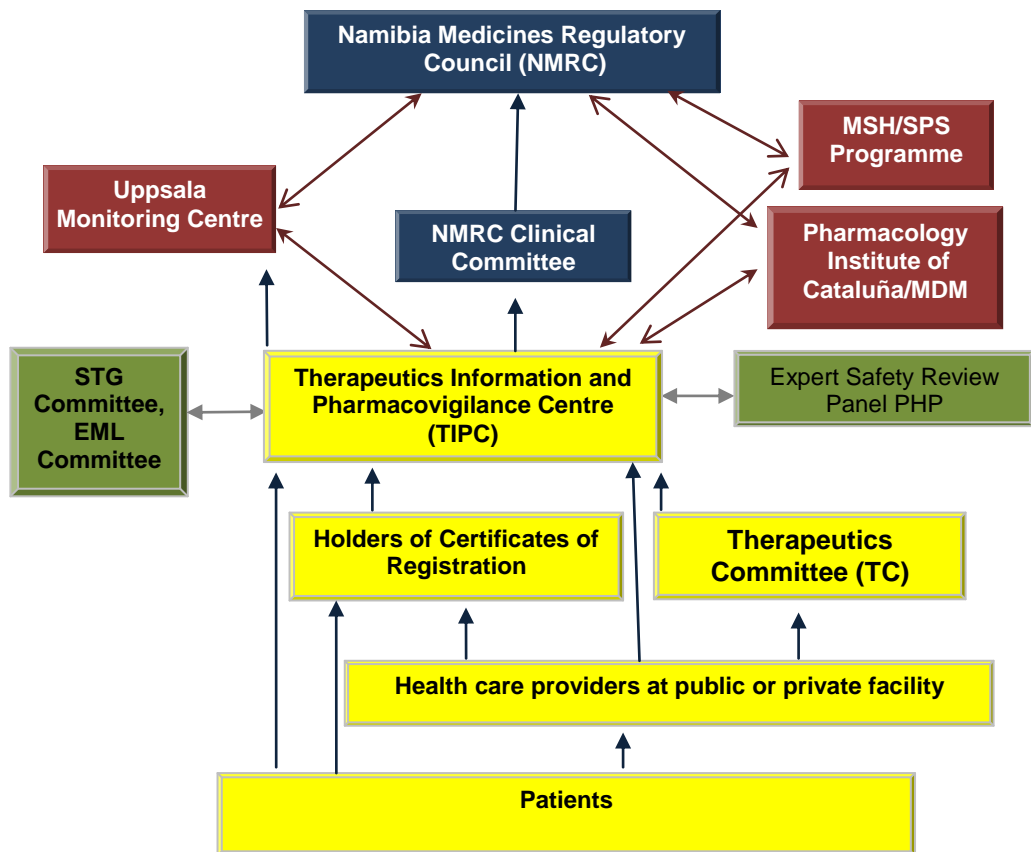 Namibia Medicines Regulatory
Council (NMRC)
MSH/SPS
Programme
Uppsala
Monitoring Centre
NMRC Clinical
Committee
Pharmacology
Institute of
Cataluña/MDM
STG
Committee,
EML
Committee
Therapeutics Information and
Pharmacovigilance Centre
(TIPC)
Expert Safety Review
Panel PHP
Holders of Certificates of
Registration
Therapeutics
Committee (TC)
Health care providers at public or private facility
Patients